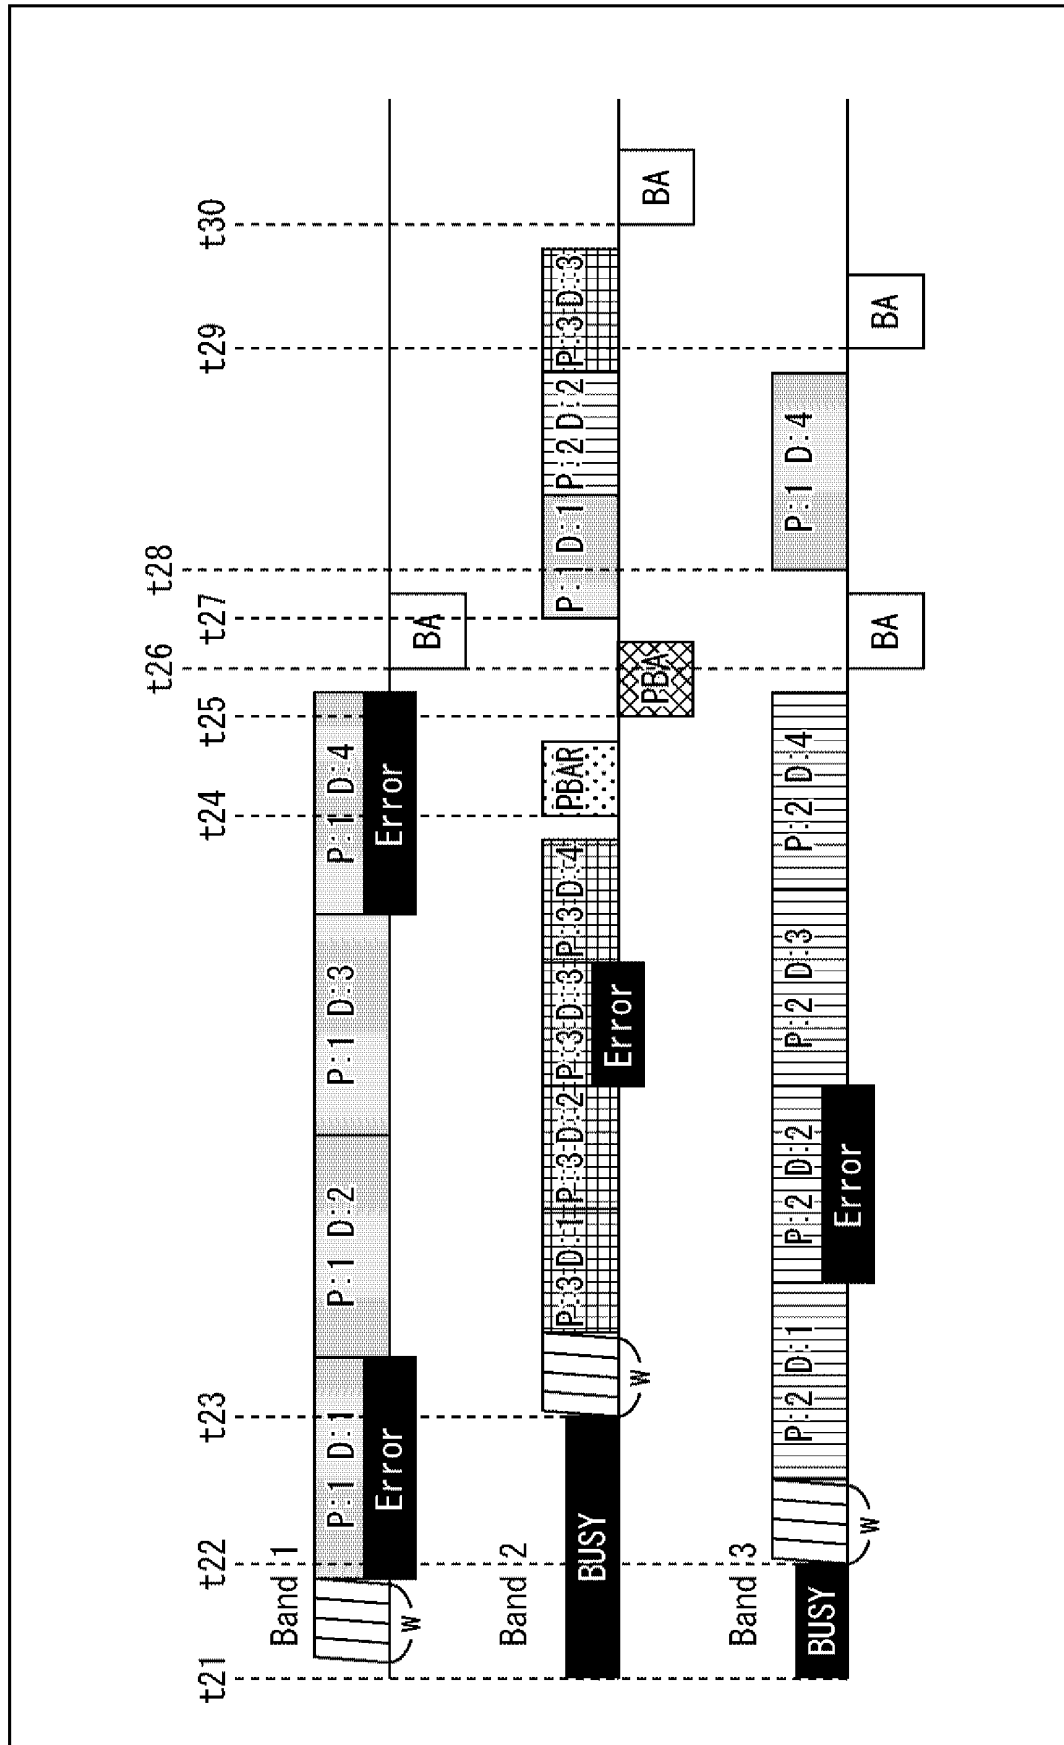 t21 t22 t23 t24 t25 t26 t27 t28 t29 t30
Band 1
W
P:1 D:1
P:1 D:2
P:1 D:3
P:1 D:4
Error
Error
BA
Band 2
BUSY
W
P:3 D:1
P:3 D:2
P:3 D:3
P:3 D:4
Error
PBAR
PBA
P:1 D:1
P:2 D:2
P:3 D:3
BA
Band 3
BUSY
W
P:2 D:1
P:2 D:2
P:2 D:3
P:2 D:4
Error
BA
P:1 D:4
BA